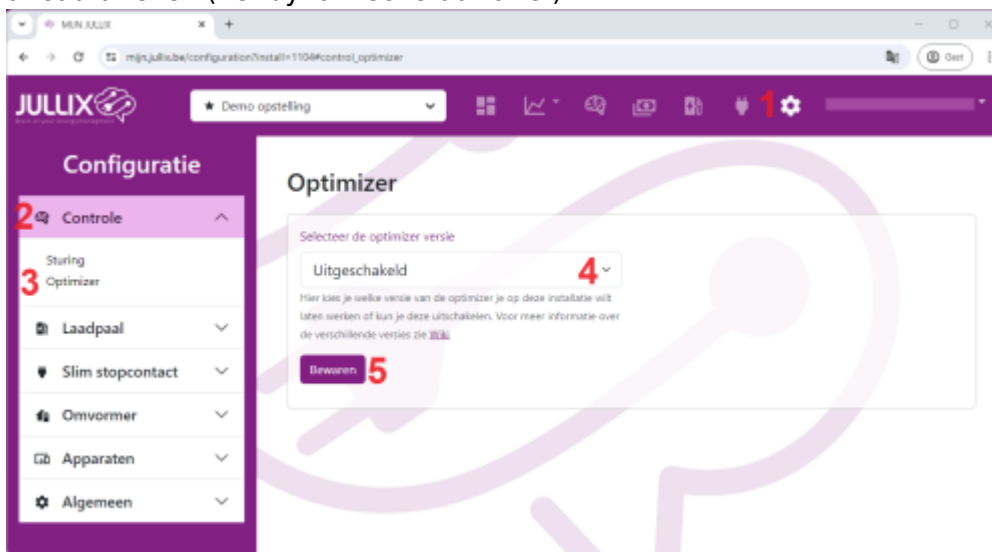 MIJN JULLIX
mijn.jullix.be/configuration?install=1104#control_optimizer
Gast
JULLIX
Demo opstelling
1
Configuratie
Optimizer
2 Controle
Selecteer de optimizer versie
Sturing
Uitgeschakeld 4
3 Optimizer
Hier kies je welke versie van de optimizer je op deze installatie wilt
laten werken of kun je deze uitschakelen. Voor meer informatie over
de verschillende versies zie Wiki
Laadpaal
Bewaren 5
Slim stopcontact
Omvormer
Apparaten
Algemeen